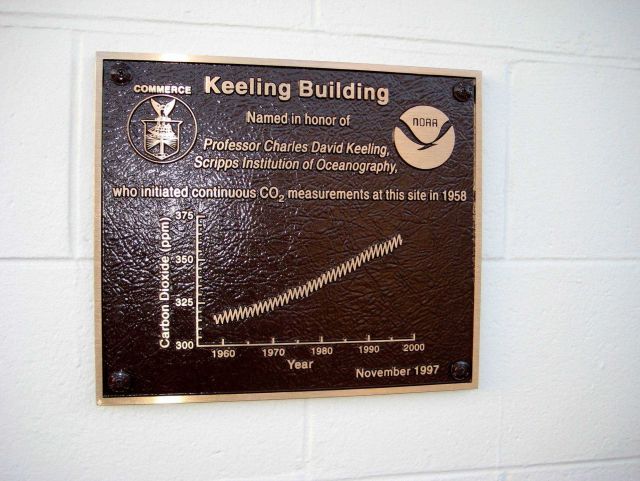 COMMERCE
Keeling Building
NOAA
Named in honor of
Professor Charles David Keeling,
Scripps Institution of Oceanography,
who initiated continuous CO₂ measurements at this site in 1958
Carbon Dioxide (ppm)
375
350
325
300
1960 1970 1980 1990 2000
Year
November 1997